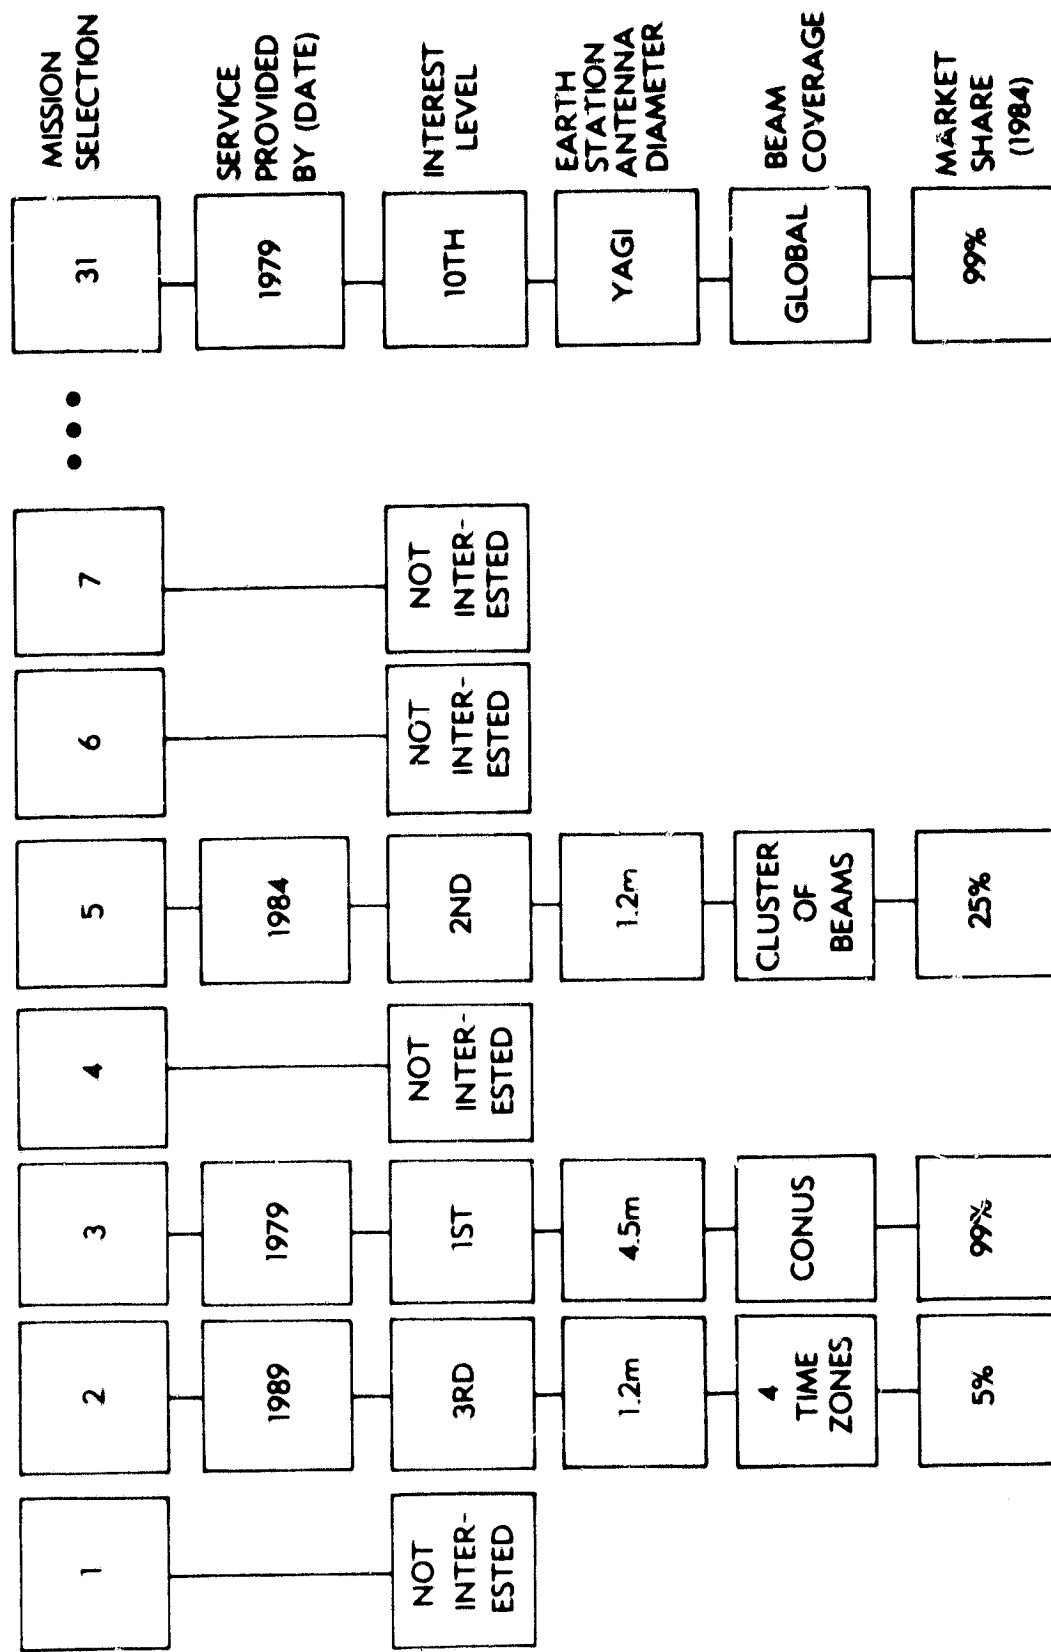 1
2
3
4
5
6
7
•••
31
MISSION
SELECTION
1989
1979
1984
1979
SERVICE
PROVIDED
BY (DATE)
NOT
INTER-
ESTED
3RD
1ST
NOT
INTER-
ESTED
2ND
NOT
INTER-
ESTED
NOT
INTER-
ESTED
10TH
INTEREST
LEVEL
1.2m
4.5m
1.2m
YAGI
EARTH
STATION
ANTENNA
DIAMETER
4
TIME
ZONES
CONUS
CLUSTER
OF
BEAMS
GLOBAL
BEAM
COVERAGE
5%
99%
25%
99%
MARKET
SHARE
(1984)